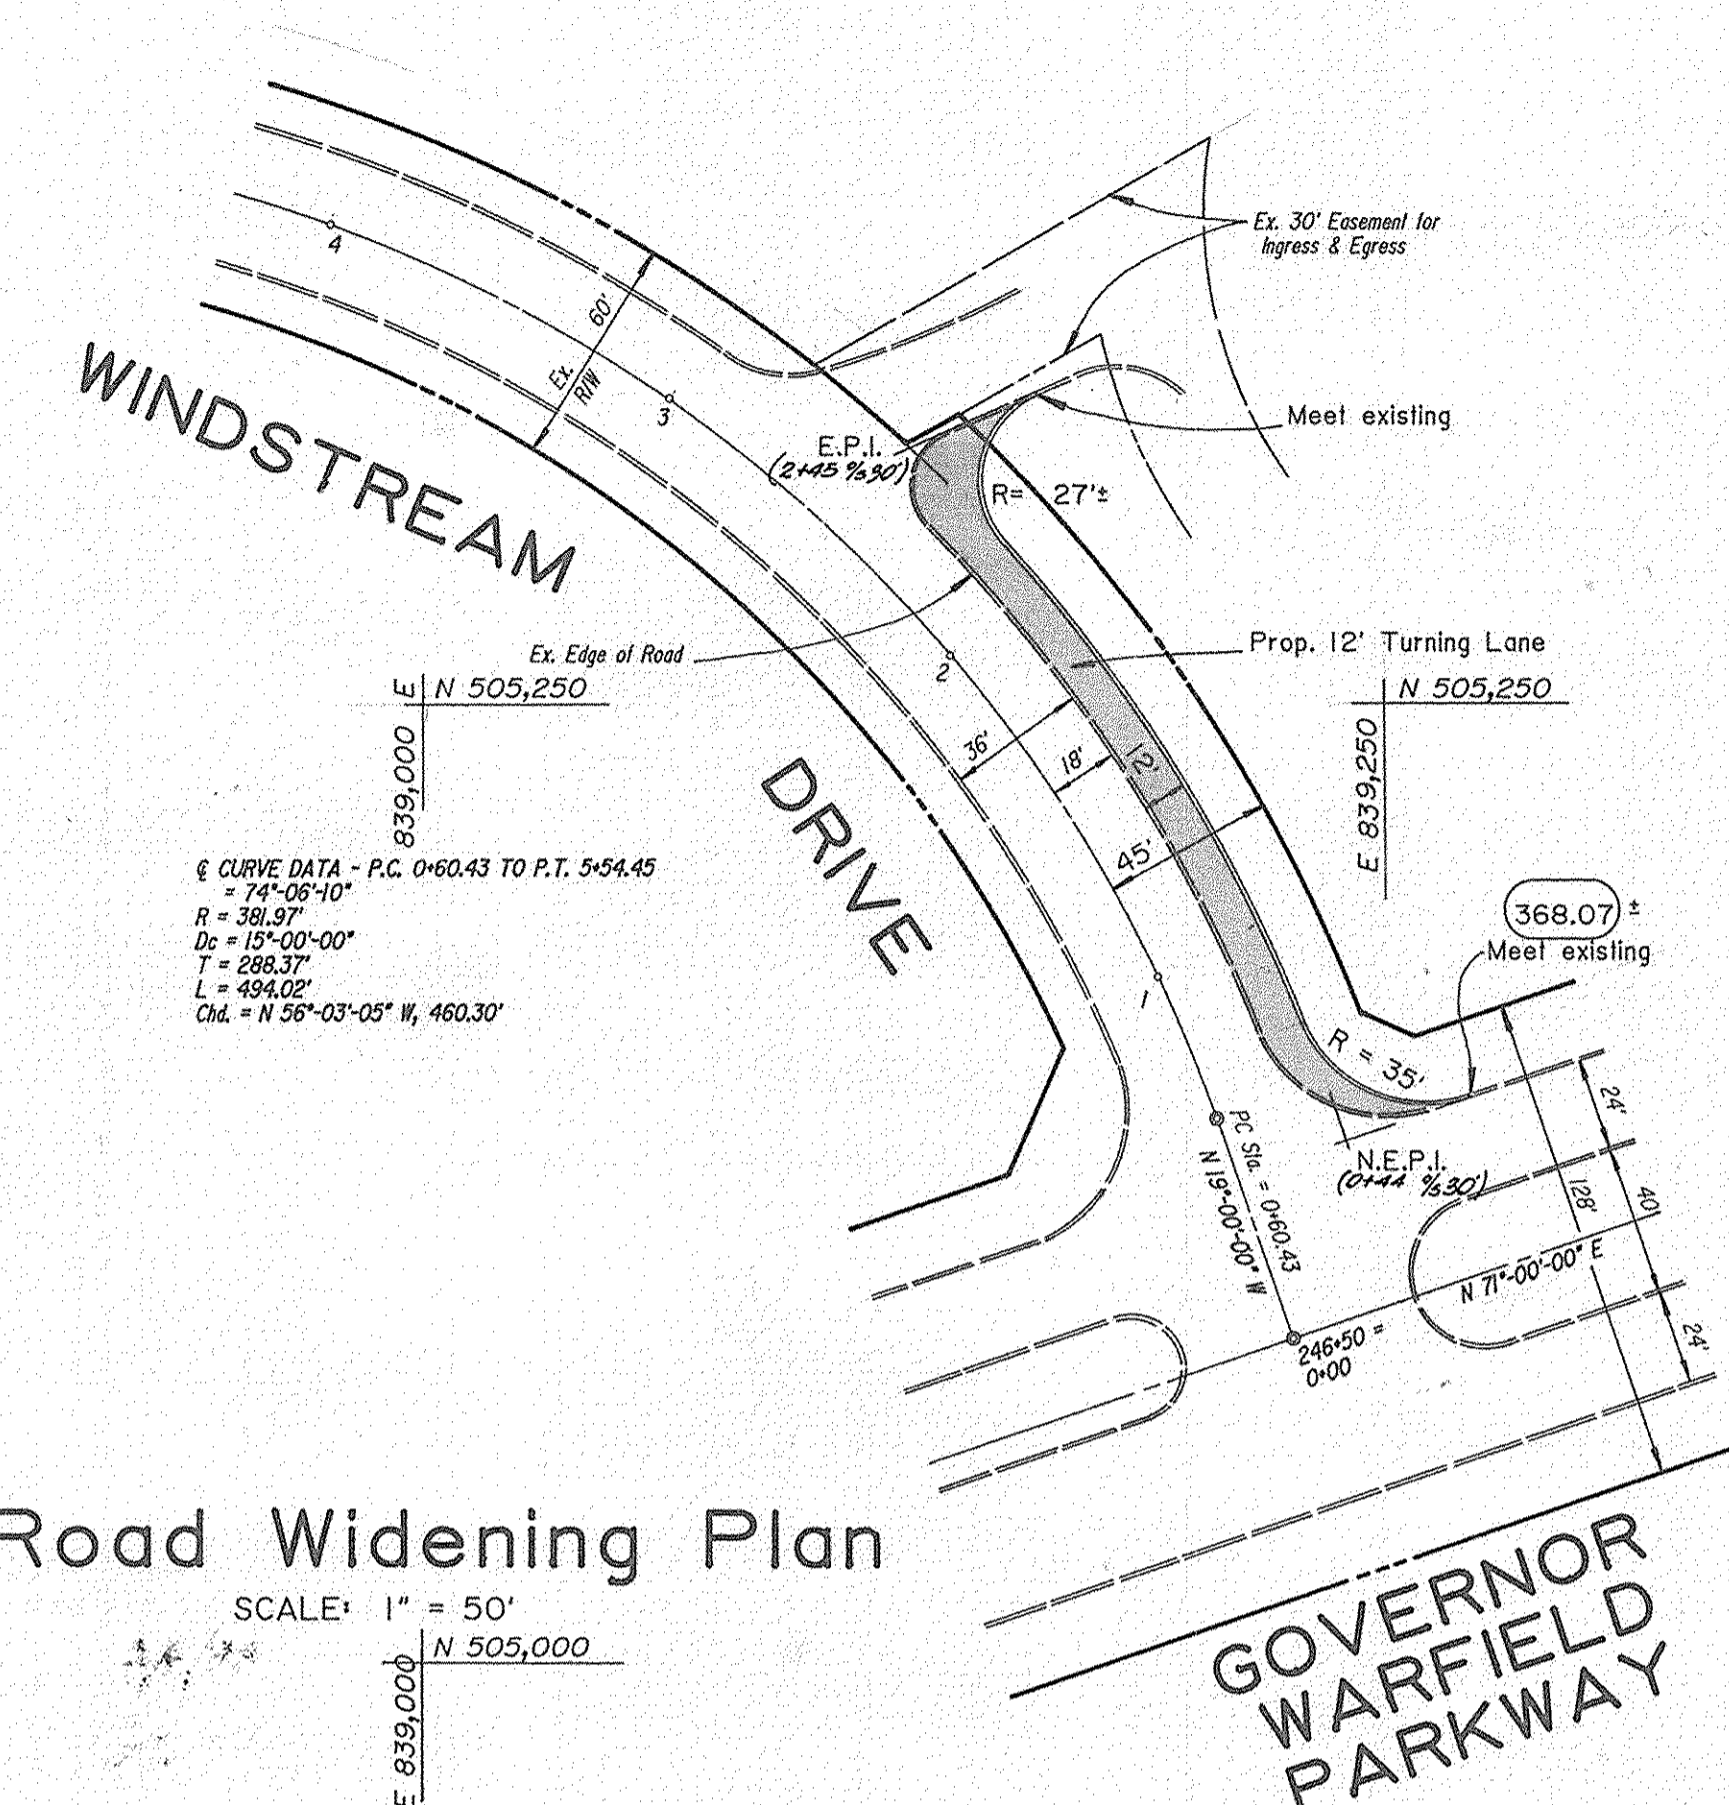 Ex. 30' Easement for
Ingress & Egress
4
60'
Ex.
R/W
3
WINDSTREAM
DRIVE
Meet existing
E.P.I.
(2+45 %s 30')
R= 27'±
Ex. Edge of Road
2
Prop. 12' Turning Lane
E
N 505,250
839,000
N 505,250
E 839,250
36'
18'
12'
45'
℄ CURVE DATA - P.C. 0+60.43 TO P.T. 5+54.45
= 74°-06'-10"
R = 381.97'
Dc = 15°-00'-00"
T = 288.37'
L = 494.02'
Chd. = N 56°-03'-05" W, 460.30'
368.07 ±
Meet existing
1
R = 35'
24'
PC Sta. = 0+60.43
N 19°-00'-00" W
N.E.P.I.
(0+44 %s 30')
128'
40'
N 71°-00'-00" E
24'
246+50 =
0+00
Road Widening Plan
SCALE: 1" = 50'
N 505,000
E 839,000
GOVERNOR
WARFIELD
PARKWAY